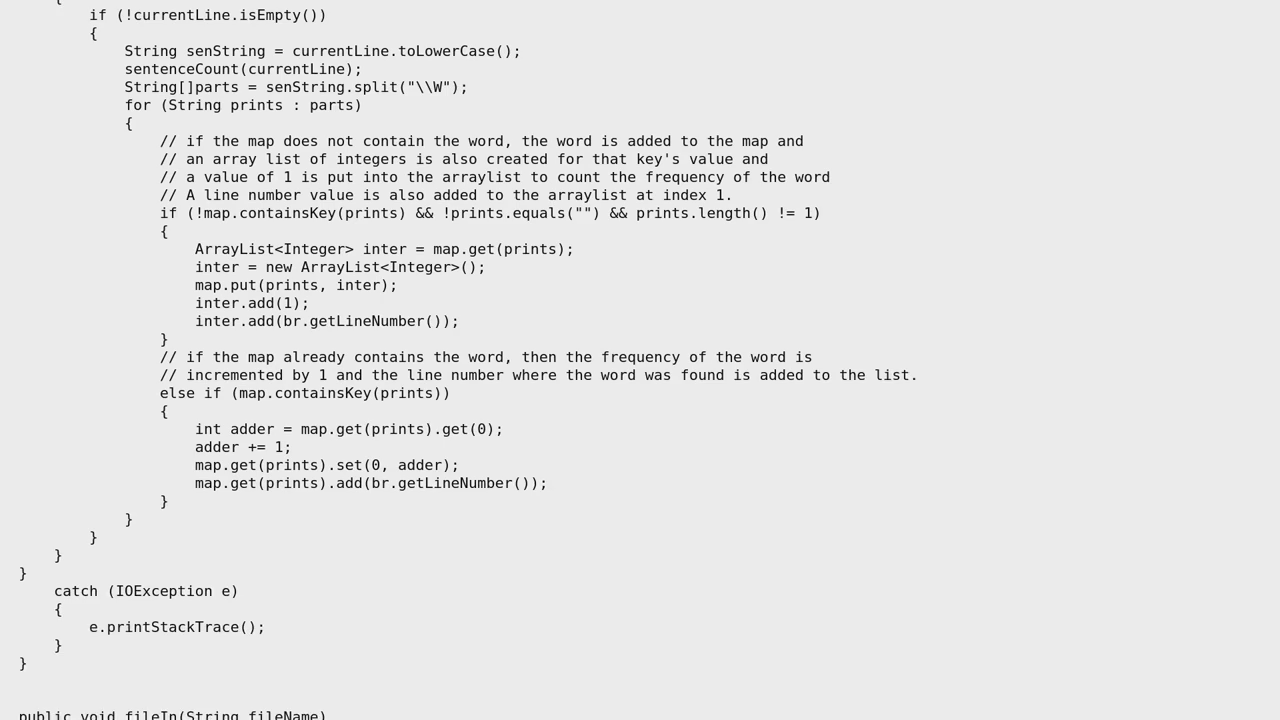 {
if (!currentLine.isEmpty())
{
String senString = currentLine.toLowerCase();
sentenceCount(currentLine);
String[]parts = senString.split("\\W");
for (String prints : parts)
{
// if the map does not contain the word, the word is added to the map and
// an array list of integers is also created for that key's value and
// a value of 1 is put into the arraylist to count the frequency of the word
// A line number value is also added to the arraylist at index 1.
if (!map.containsKey(prints) && !prints.equals("") && prints.length() != 1)
{
ArrayList<Integer> inter = map.get(prints);
inter = new ArrayList<Integer>();
map.put(prints, inter);
inter.add(1);
inter.add(br.getLineNumber());
}
// if the map already contains the word, then the frequency of the word is
// incremented by 1 and the line number where the word was found is added to the list.
else if (map.containsKey(prints))
{
int adder = map.get(prints).get(0);
adder += 1;
map.get(prints).set(0, adder);
map.get(prints).add(br.getLineNumber());
}
}
}
}
}
catch (IOException e)
{
e.printStackTrace();
}
}
public void fileIn(String fileName)